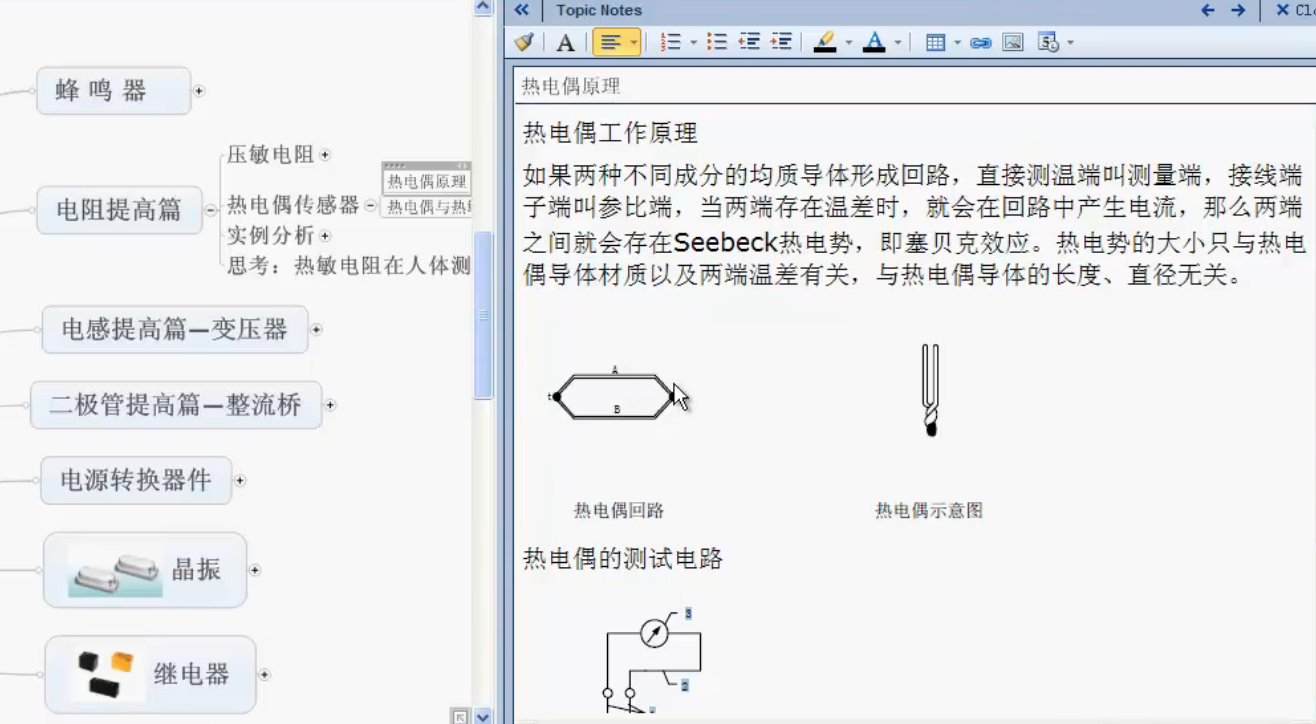 Topic Notes
Clo
蜂 鸣 器
电阻提高篇
压敏电阻
热电偶传感器
热电偶原理
热电偶与热
实例分析
思考：热敏电阻在人体测
电感提高篇—变压器
二极管提高篇—整流桥
电源转换器件
晶振
继电器
热电偶原理
热电偶工作原理
如果两种不同成分的均质导体形成回路，直接测温端叫测量端，接线端
子端叫参比端，当两端存在温差时，就会在回路中产生电流，那么两端
之间就会存在Seebeck热电势，即塞贝克效应。热电势的大小只与热电
偶导体材质以及两端温差有关，与热电偶导体的长度、直径无关。
A
t
B
热电偶回路
热电偶示意图
热电偶的测试电路
3
2